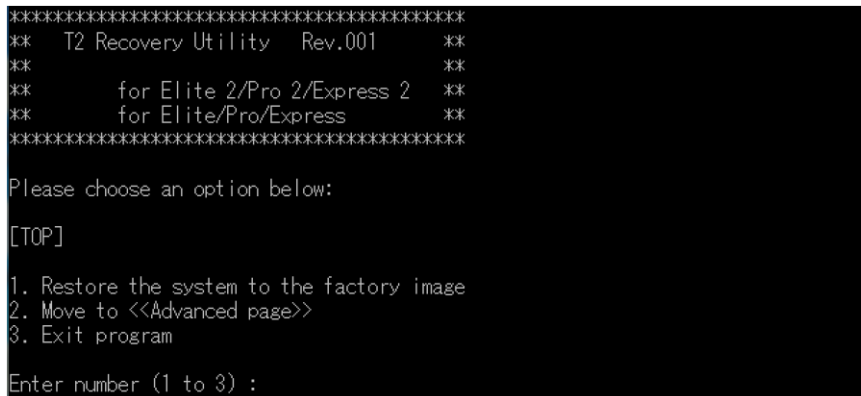 ******************************************
**   T2 Recovery Utility   Rev.001      **
**                                      **
**        for Elite 2/Pro 2/Express 2   **
**        for Elite/Pro/Express         **
******************************************
Please choose an option below:
[TOP]
1. Restore the system to the factory image
2. Move to <<Advanced page>>
3. Exit program
Enter number (1 to 3) :